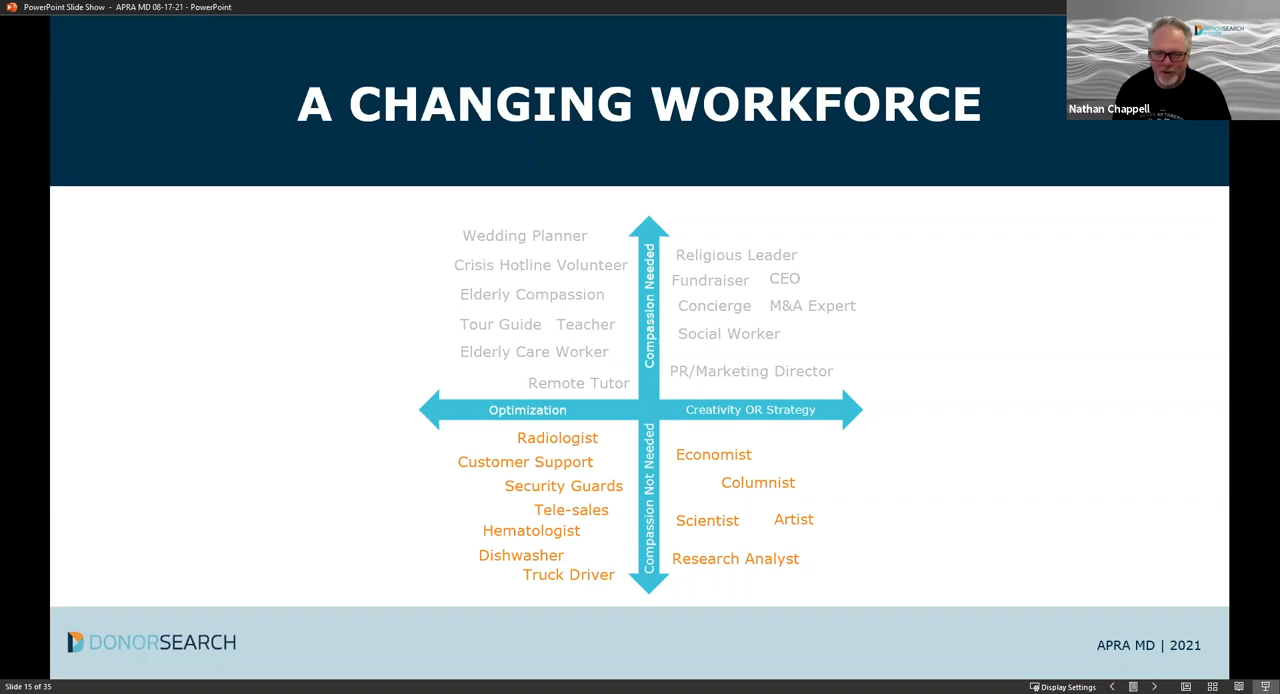 PowerPoint Slide Show - APRA MD 08-17-21 - PowerPoint
DONORSEARCH
Nathan Chappell
A CHANGING WORKFORCE
Wedding Planner
Crisis Hotline Volunteer
Elderly Compassion
Tour Guide Teacher
Elderly Care Worker
Remote Tutor
Compassion Needed
Religious Leader
Fundraiser CEO
Concierge M&A Expert
Social Worker
PR/Marketing Director
Optimization
Creativity OR Strategy
Radiologist
Customer Support
Security Guards
Tele-sales
Hematologist
Dishwasher
Truck Driver
Compassion Not Needed
Economist
Columnist
Scientist Artist
Research Analyst
DONORSEARCH
APRA MD | 2021
Slide 15 of 35
Display Settings